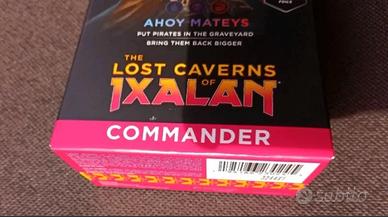 AHOY MATEYS
PUT PIRATES IN THE GRAVEYARD
BRING THEM BACK BIGGER
THE
LOST CAVERNS
OF
IXALAN
COMMANDER
subito